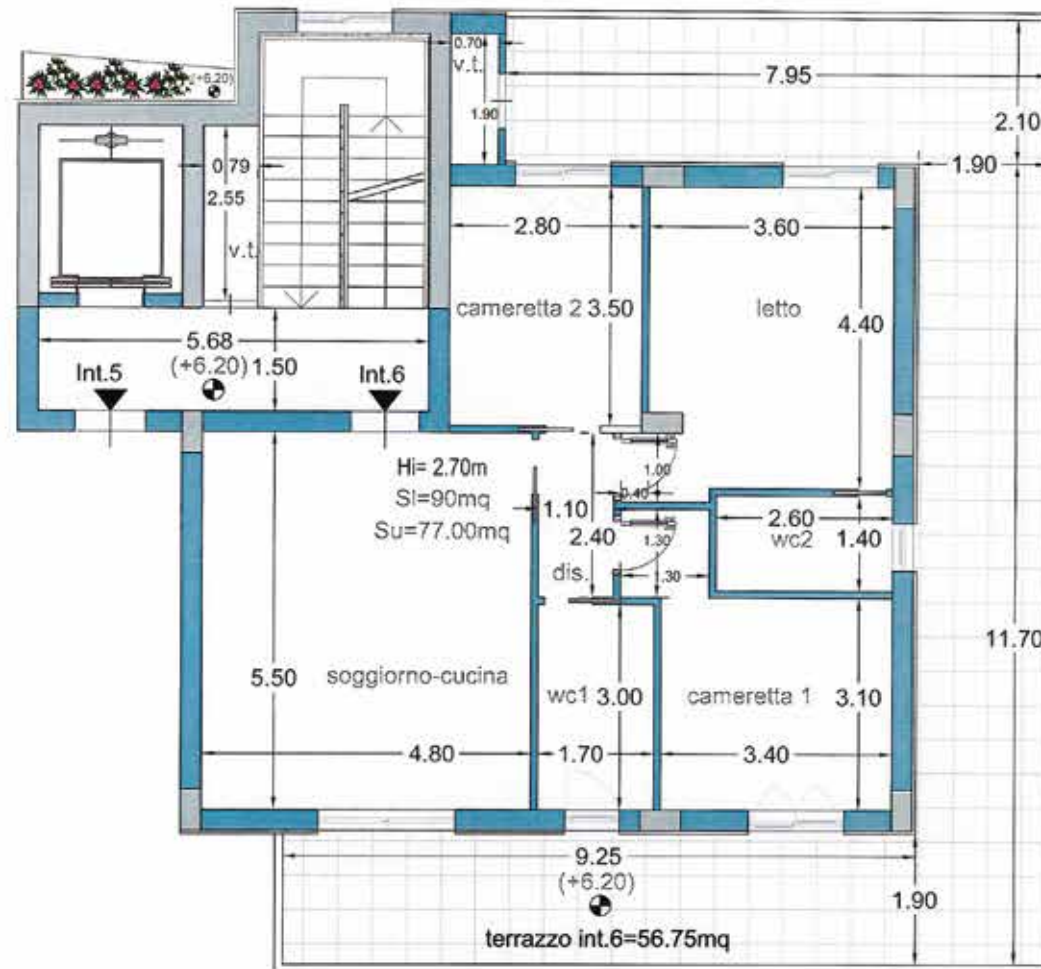 0.70
v.t.
1.90
7.95
2.10
1.90
(+6.20)
0.79
2.55
v.t.
2.80
3.60
cameretta 2 3.50
letto
4.40
5.68
(+6.20) 1.50
Int.5
Int.6
Hi= 2.70m
Sl=90mq
Su=77.00mq
1.00
0.40
1.10
2.40
1.30
dis.
1.30
2.60
wc2
1.40
11.70
5.50
soggiorno-cucina
wc1 3.00
cameretta 1
3.10
4.80
1.70
3.40
9.25
(+6.20)
1.90
terrazzo int.6=56.75mq